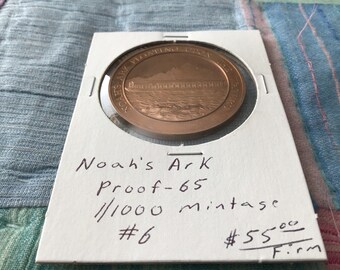 Noah's Ark
Proof-65
1/1000 mintage
#6
$55.00
Firm